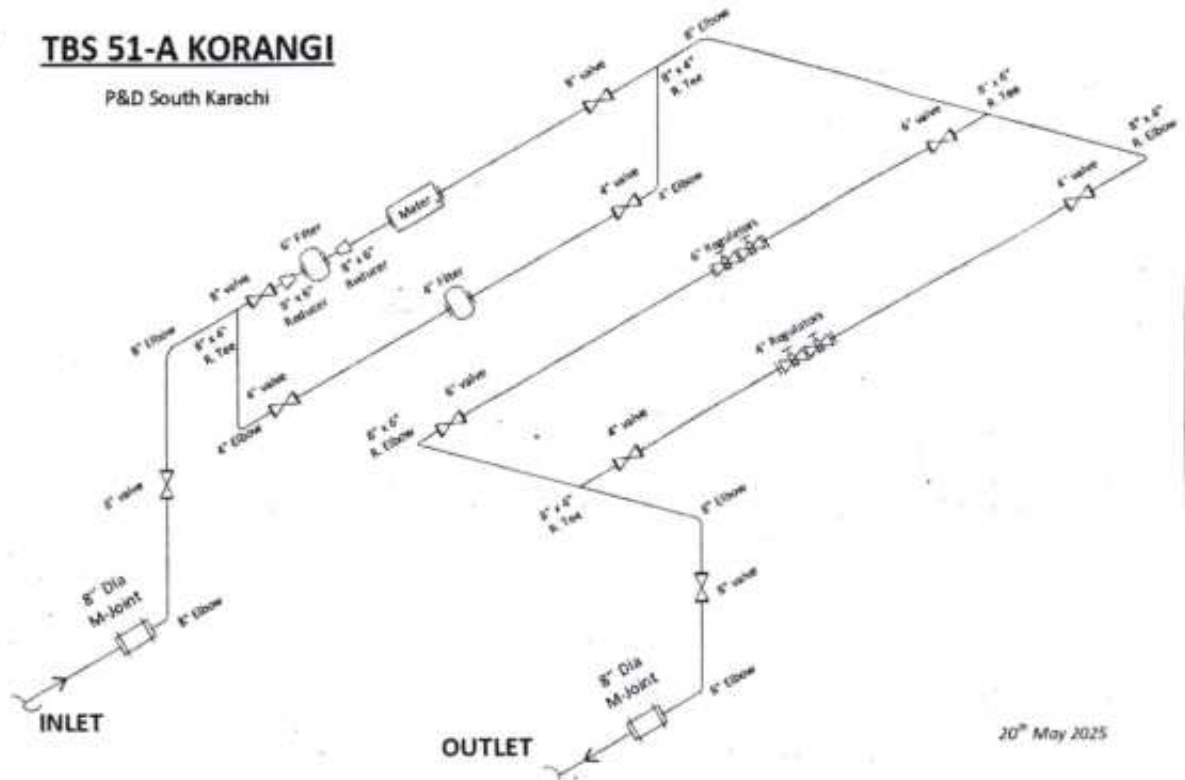 TBS 51-A KORANGI
P&D South Karachi
8" Elbow
8" valve
8" x 4"
R. Tee
8" x 6"
R. Tee
6" valve
8" x 6"
R. Elbow
4" valve
Meter
4" valve
4" Elbow
6" Filter
8" x 6"
Reducer
8" x 6"
Reducer
8" valve
6" Regulators
4" Filter
8" Elbow
8" x 4"
R. Tee
4" Regulators
valve
4" Elbow
6" valve
8" x 6"
R. Elbow
4" valve
8" valve
8" x 4"
R. Tee
8" Elbow
8" Dia
M-Joint
8" Elbow
8" valve
8" Dia
M-Joint
8" Elbow
INLET
OUTLET
20th May 2025